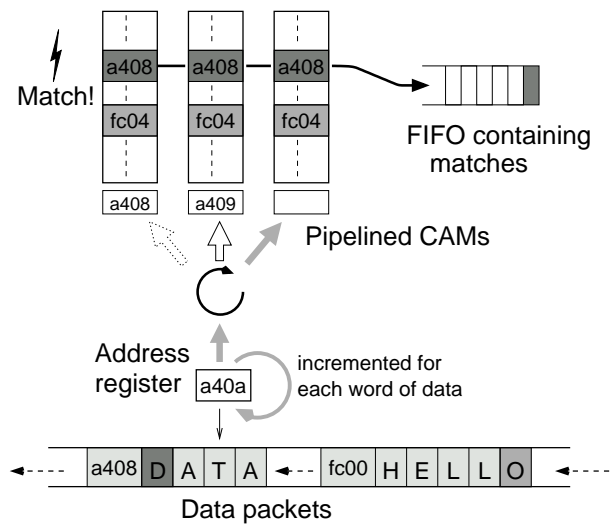 a408 a408 a408
Match!
fc04 fc04 fc04
FIFO containing
matches
a408 a409
Pipelined CAMs
Address
register
a40a
incremented for
each word of data
a408 D A T A fc00 H E L L O
Data packets